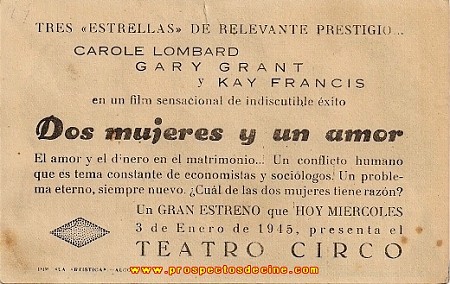 TRES «ESTRELLAS» DE RELEVANTE PRESTIGIO...
CAROLE LOMBARD
GARY GRANT
y KAY FRANCIS
en un film sensacional de indiscutible éxito
Dos mujeres y un amor
El amor y el dinero en el matrimonio... Un conflicto humano
que es tema constante de economistas y sociólogos. Un proble-
ma eterno, siempre nuevo. ¿Cuál de las dos mujeres tiene razón?
Un GRAN ESTRENO que HOY MIERCOLES
3 de Enero de 1945, presenta el
TEATRO CIRCO
www.prospectosdecine.com